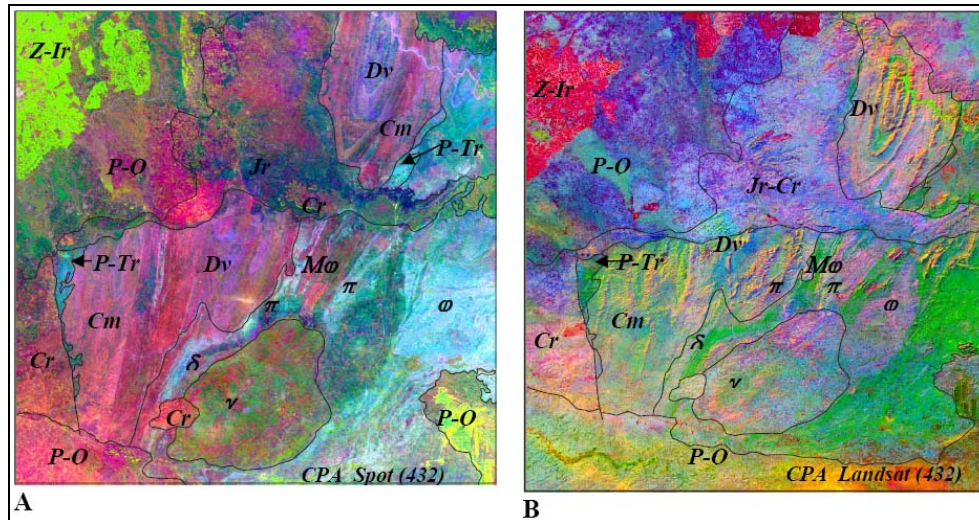 Z-Ir
Dv
Cm
P-Tr
P-O
Jr
Cr
P-Tr
Dv
Mφ
π
π
φ
Cm
Cr
δ
ν
Cr
P-O
P-O
CPA Spot (432)
A
Z-Ir
Dv
P-O
Jr-Cr
Dv
P-Tr
Mφ
π
π
φ
Cm
Cr
δ
ν
P-O
CPA Landsat (432)
B